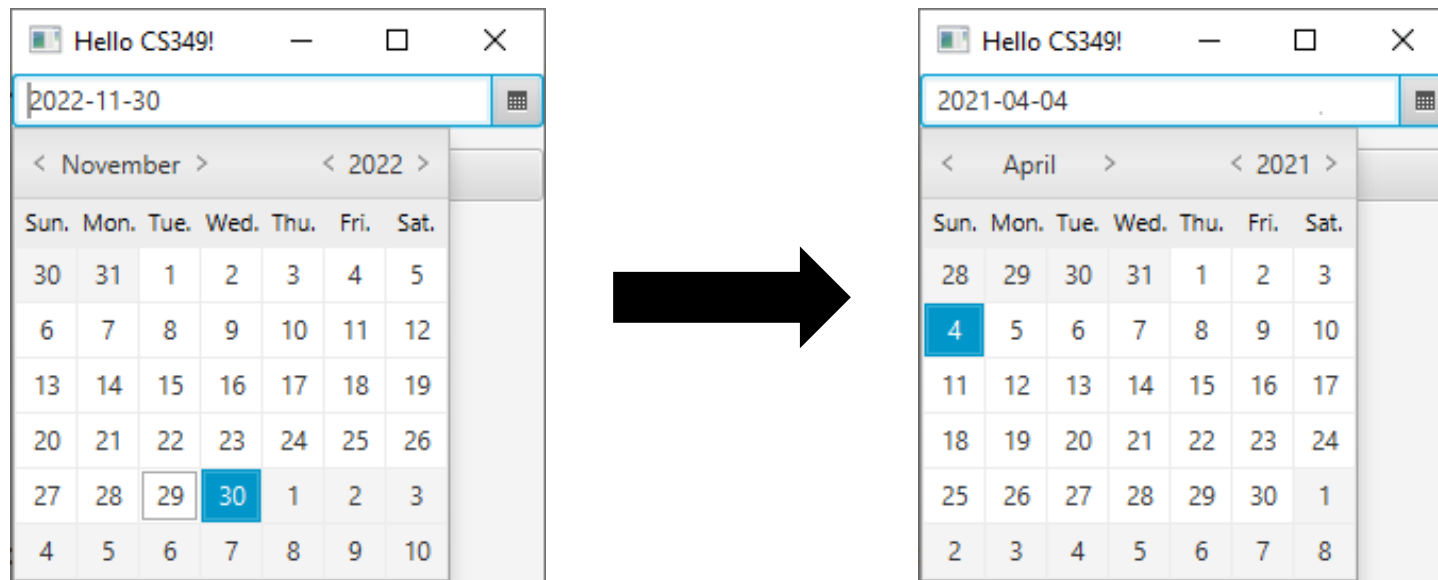 Hello CS349!
2022-11-30
< November > < 2022 >
Sun. Mon. Tue. Wed. Thu. Fri. Sat.
30 31 1 2 3 4 5
6 7 8 9 10 11 12
13 14 15 16 17 18 19
20 21 22 23 24 25 26
27 28 29 30 1 2 3
4 5 6 7 8 9 10
Hello CS349!
2021-04-04
< April > < 2021 >
Sun. Mon. Tue. Wed. Thu. Fri. Sat.
28 29 30 31 1 2 3
4 5 6 7 8 9 10
11 12 13 14 15 16 17
18 19 20 21 22 23 24
25 26 27 28 29 30 1
2 3 4 5 6 7 8